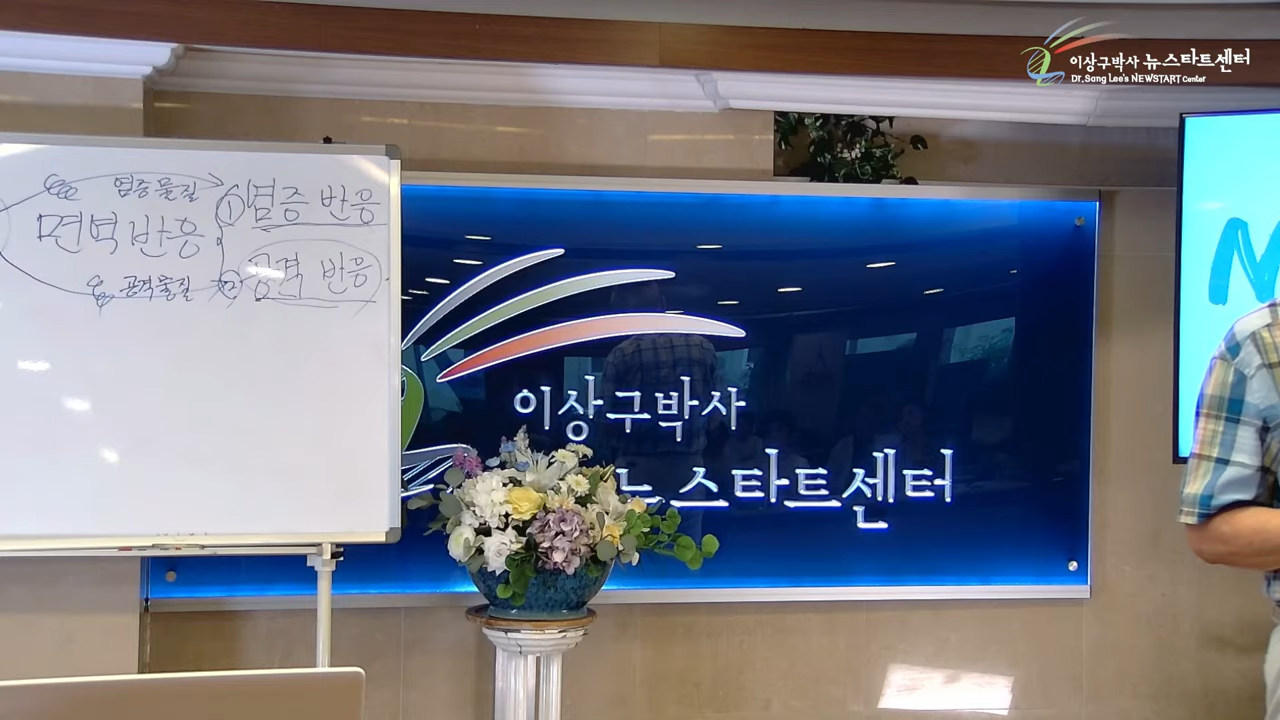 이상구박사 뉴스타트센터
Dr. Sang Lee's NEWSTART Center
염증물질
면역반응
① 염증 반응
공격물질
② 공격 반응
이상구박사
뉴스타트센터
N